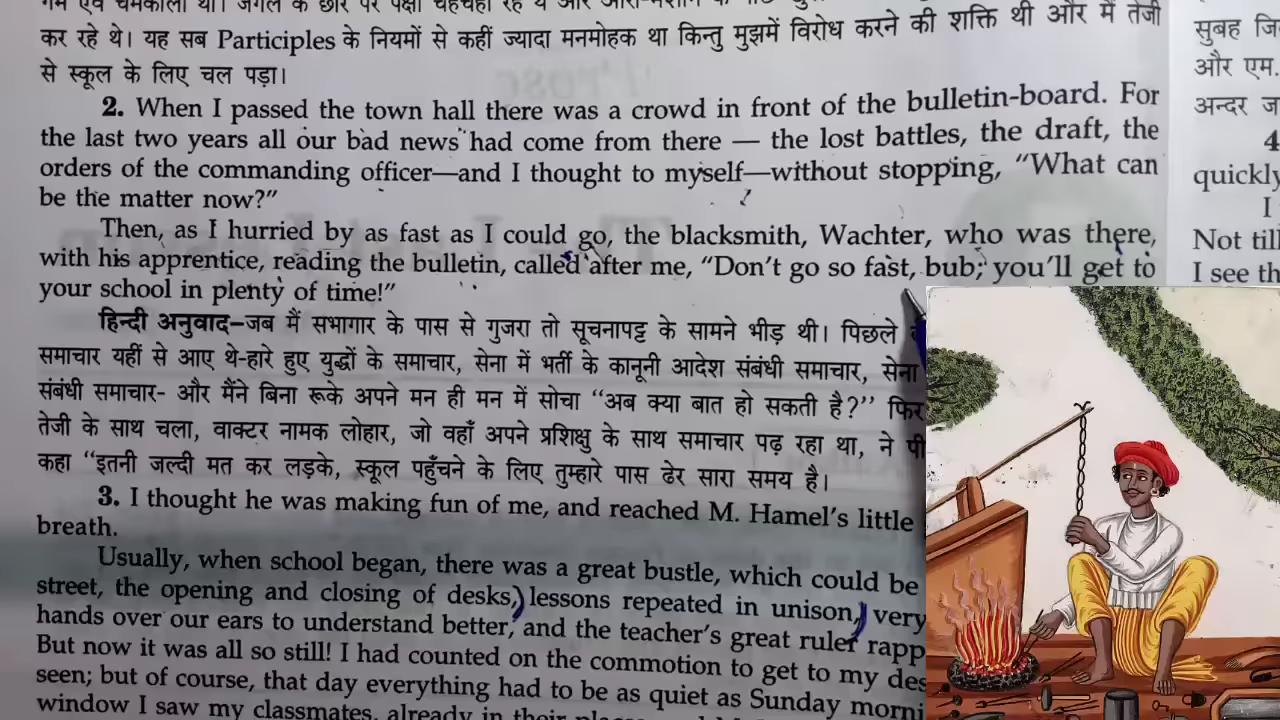 कर रहे थे। यह सब Participles के नियमों से कहीं ज्यादा मनमोहक था किन्तु मुझमें विरोध करने की शक्ति थी और मैं तेजी
से स्कूल के लिए चल पड़ा।
2. When I passed the town hall there was a crowd in front of the bulletin-board. For
the last two years all our bad news had come from there — the lost battles, the draft, the
orders of the commanding officer—and I thought to myself—without stopping, “What can
be the matter now?”
Then, as I hurried by as fast as I could go, the blacksmith, Wachter, who was there,
with his apprentice, reading the bulletin, called after me, “Don’t go so fast, bub; you’ll get to
your school in plenty of time!”
हिन्दी अनुवाद–जब मैं सभागार के पास से गुजरा तो सूचनापट्ट के सामने भीड़ थी। पिछले
समाचार यहीं से आए थे-हारे हुए युद्धों के समाचार, सेना में भर्ती के कानूनी आदेश संबंधी समाचार, सेना
संबंधी समाचार- और मैंने बिना रूके अपने मन ही मन में सोचा “अब क्या बात हो सकती है?” फिर
तेजी के साथ चला, वाक्टर नामक लोहार, जो वहाँ अपने प्रशिक्षु के साथ समाचार पढ़ रहा था, ने
कहा “इतनी जल्दी मत कर लड़के, स्कूल पहुँचने के लिए तुम्हारे पास ढेर सारा समय है।
3. I thought he was making fun of me, and reached M. Hamel’s little
breath.
Usually, when school began, there was a great bustle, which could be
street, the opening and closing of desks, lessons repeated in unison, very
hands over our ears to understand better, and the teacher’s great ruler rapp
But now it was all so still! I had counted on the commotion to get to my des
seen; but of course, that day everything had to be as quiet as Sunday morni
window I saw my classmates, already in their places
सुबह
और एम.
अन्दर
4
quickly
I
Not till
I see th